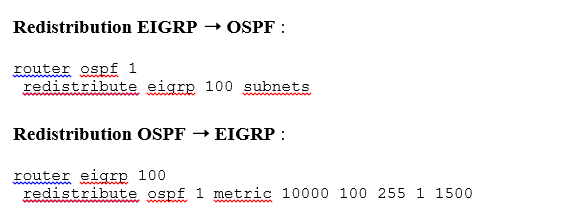 Redistribution EIGRP → OSPF :
router ospf 1
redistribute eigrp 100 subnets
Redistribution OSPF → EIGRP :
router eigrp 100
redistribute ospf 1 metric 10000 100 255 1 1500